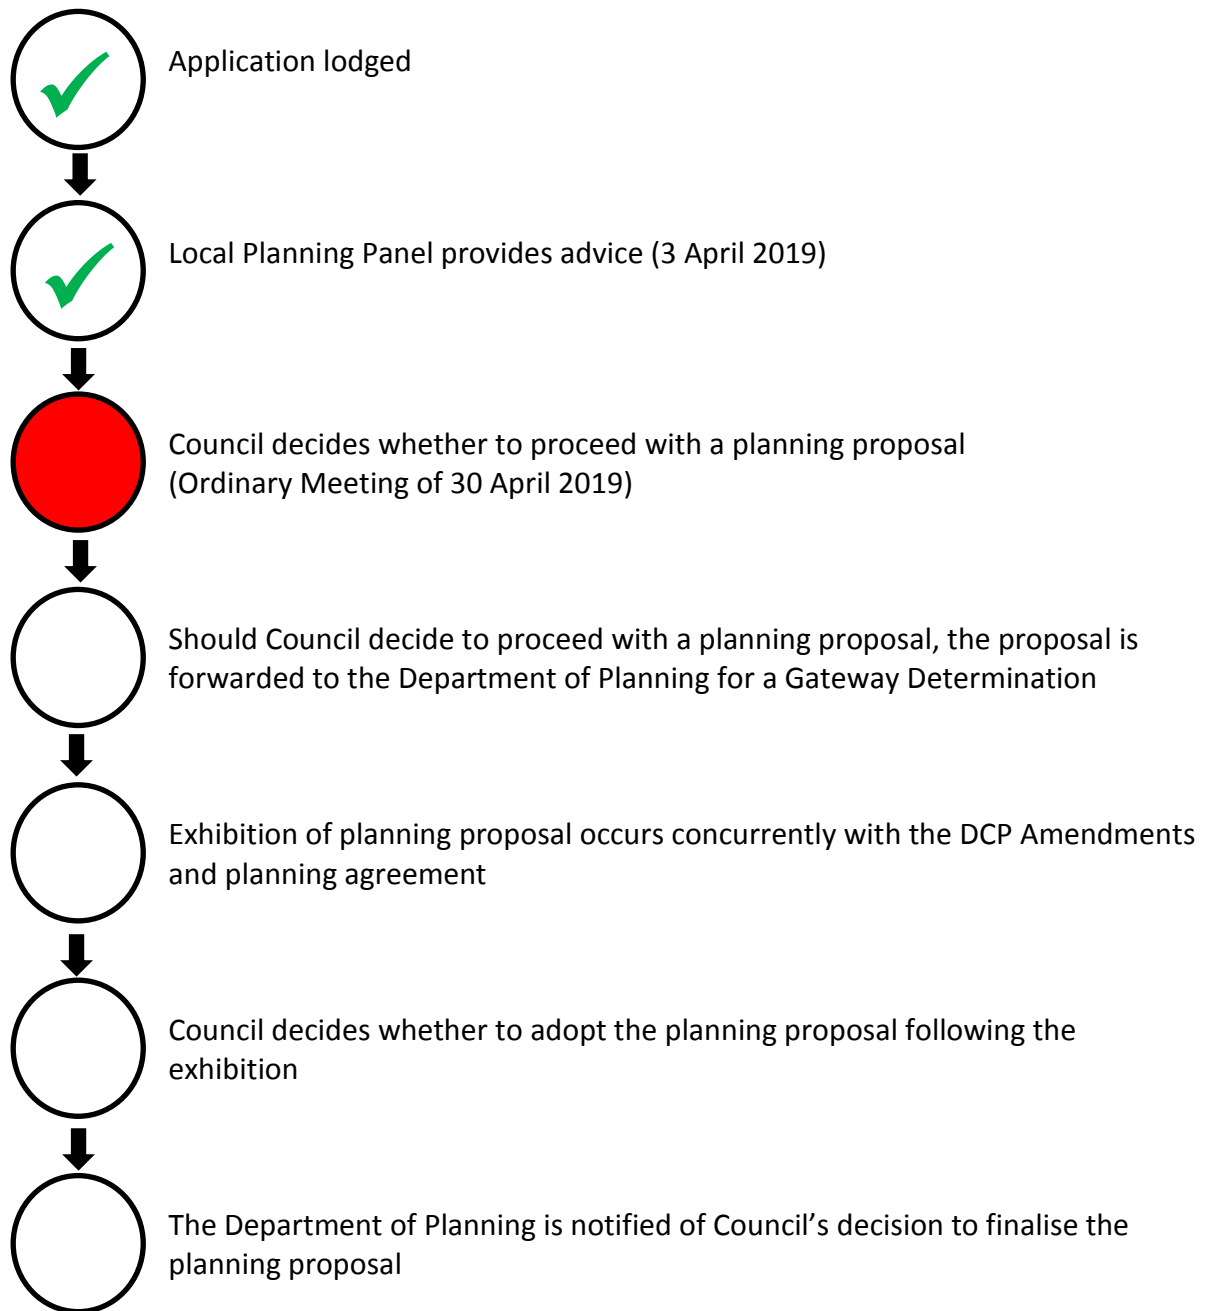 Application lodged
Local Planning Panel provides advice (3 April 2019)
Council decides whether to proceed with a planning proposal
(Ordinary Meeting of 30 April 2019)
Should Council decide to proceed with a planning proposal, the proposal is
forwarded to the Department of Planning for a Gateway Determination
Exhibition of planning proposal occurs concurrently with the DCP Amendments
and planning agreement
Council decides whether to adopt the planning proposal following the
exhibition
The Department of Planning is notified of Council’s decision to finalise the
planning proposal